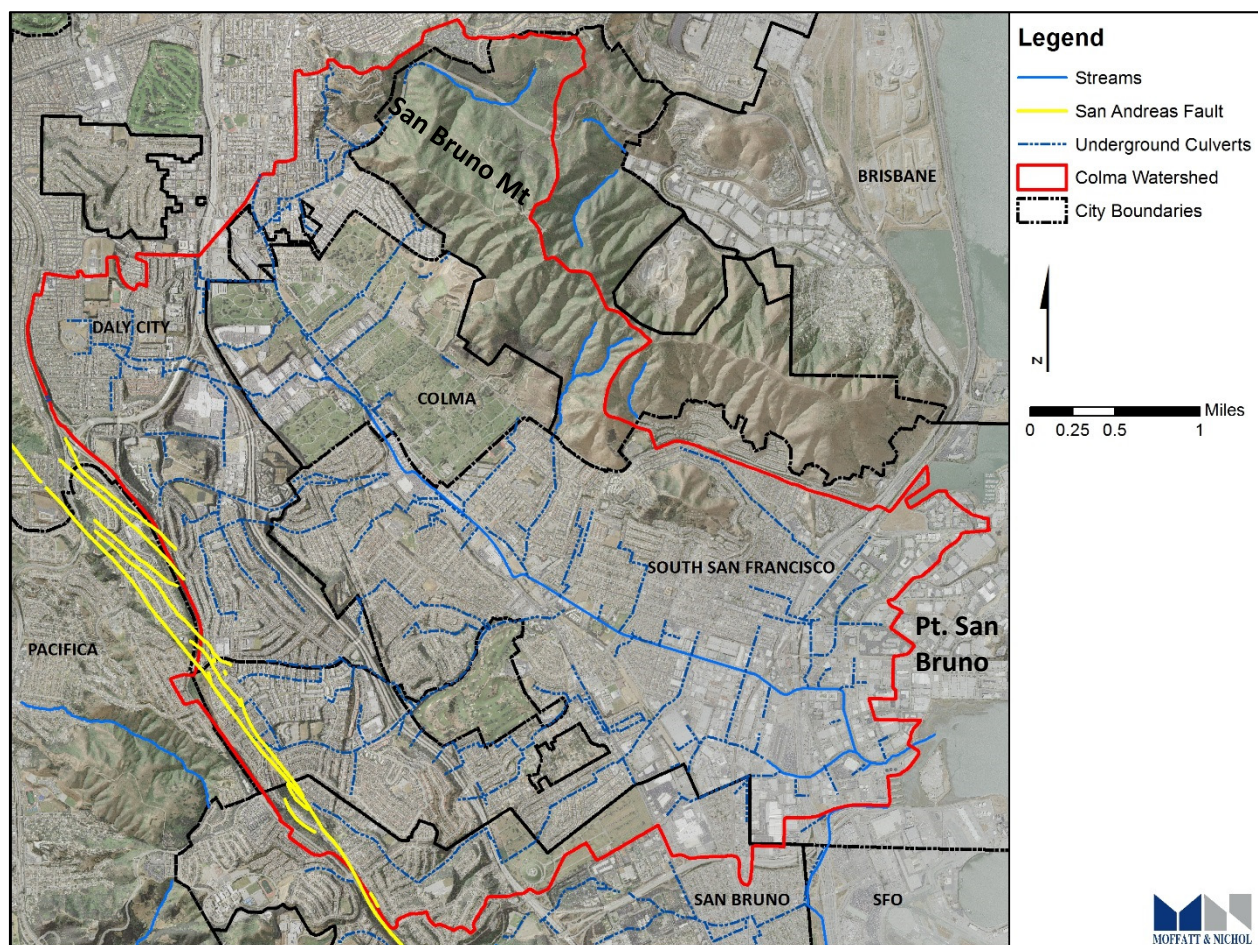 Legend
Streams
San Andreas Fault
Underground Culverts
Colma Watershed
City Boundaries
N
Miles
0 0.25 0.5 1
San Bruno Mt
BRISBANE
DALY CITY
COLMA
SOUTH SAN FRANCISCO
Pt. San
Bruno
PACIFICA
SAN BRUNO
SFO
MOFFATT & NICHOL